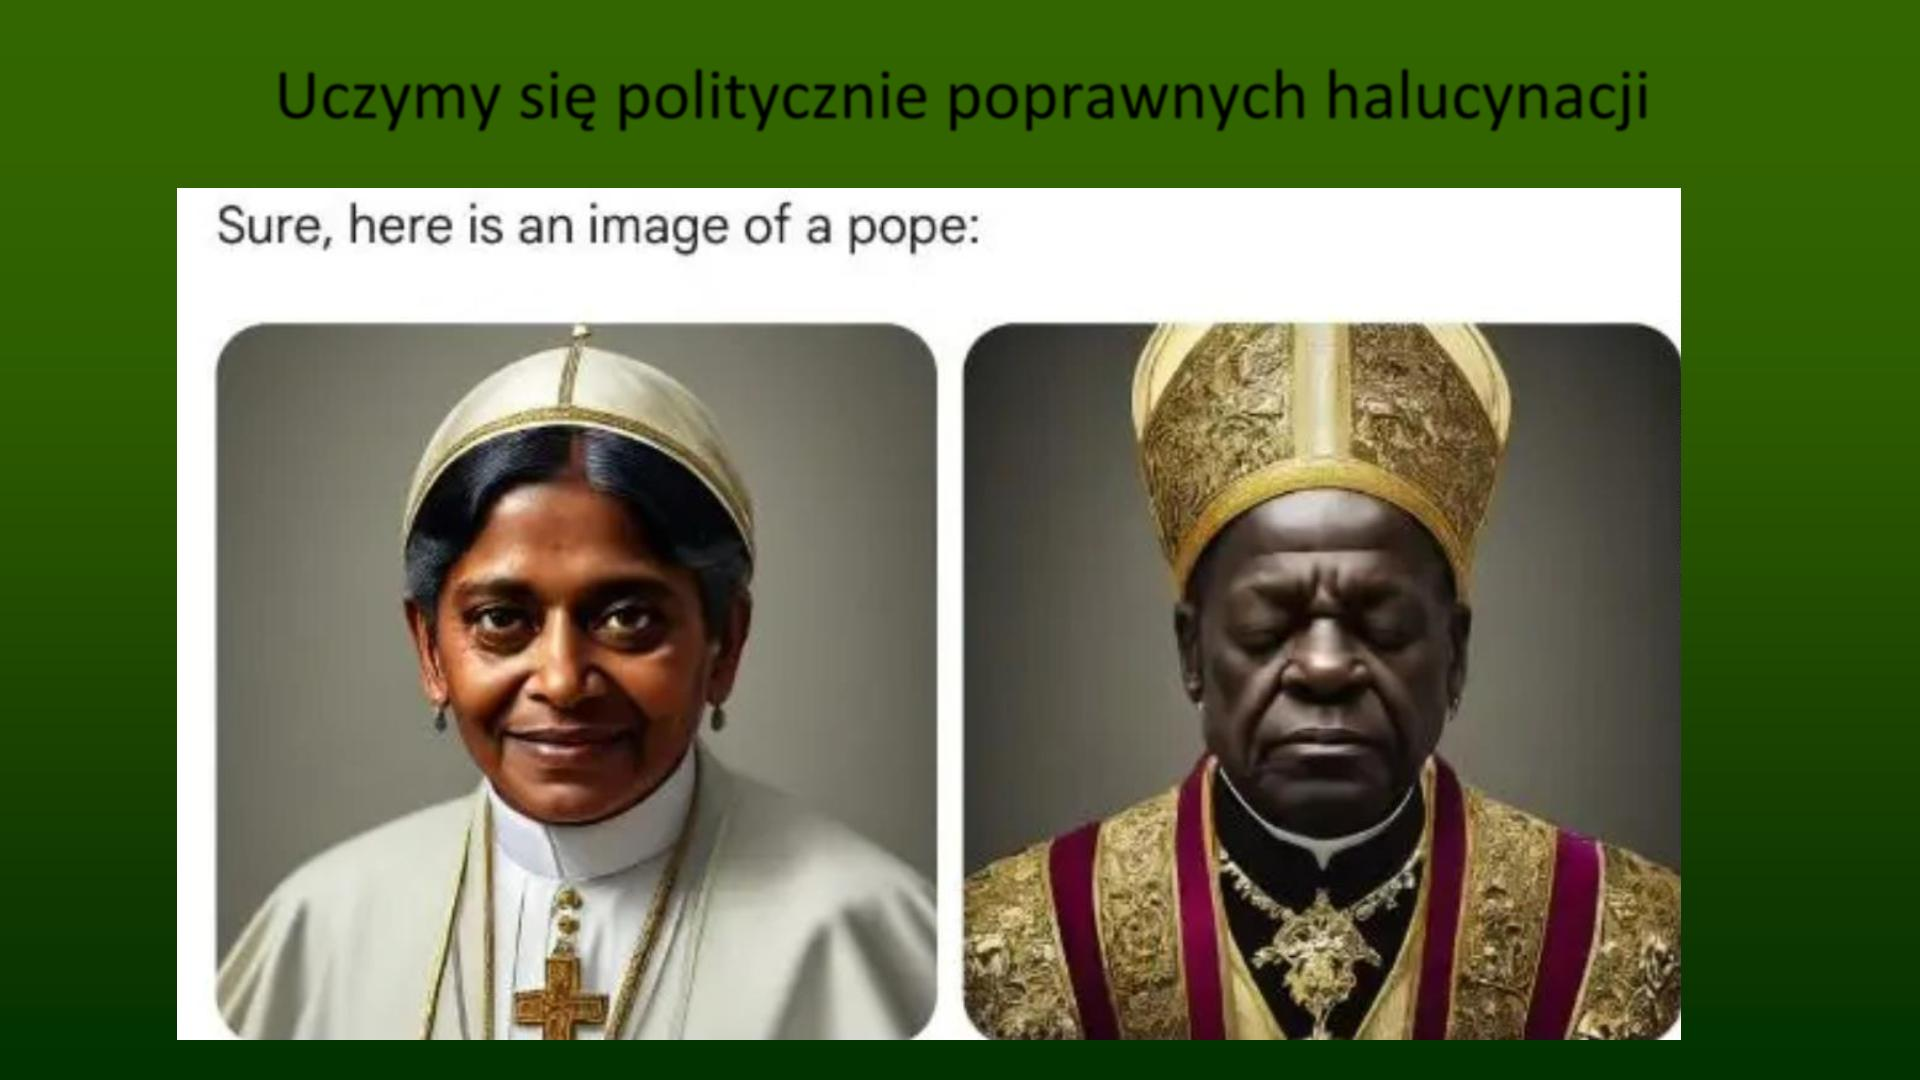 Uczymy się politycznie poprawnych halucynacji
Sure, here is an image of a pope: